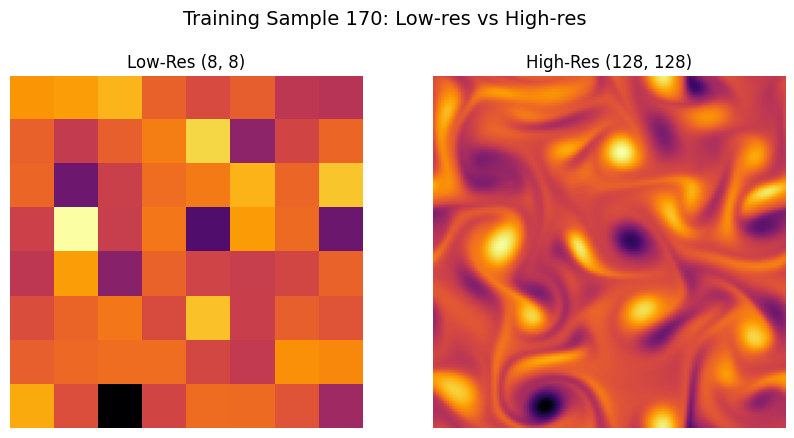 Training Sample 170: Low-res vs High-res
Low-Res (8, 8)
High-Res (128, 128)